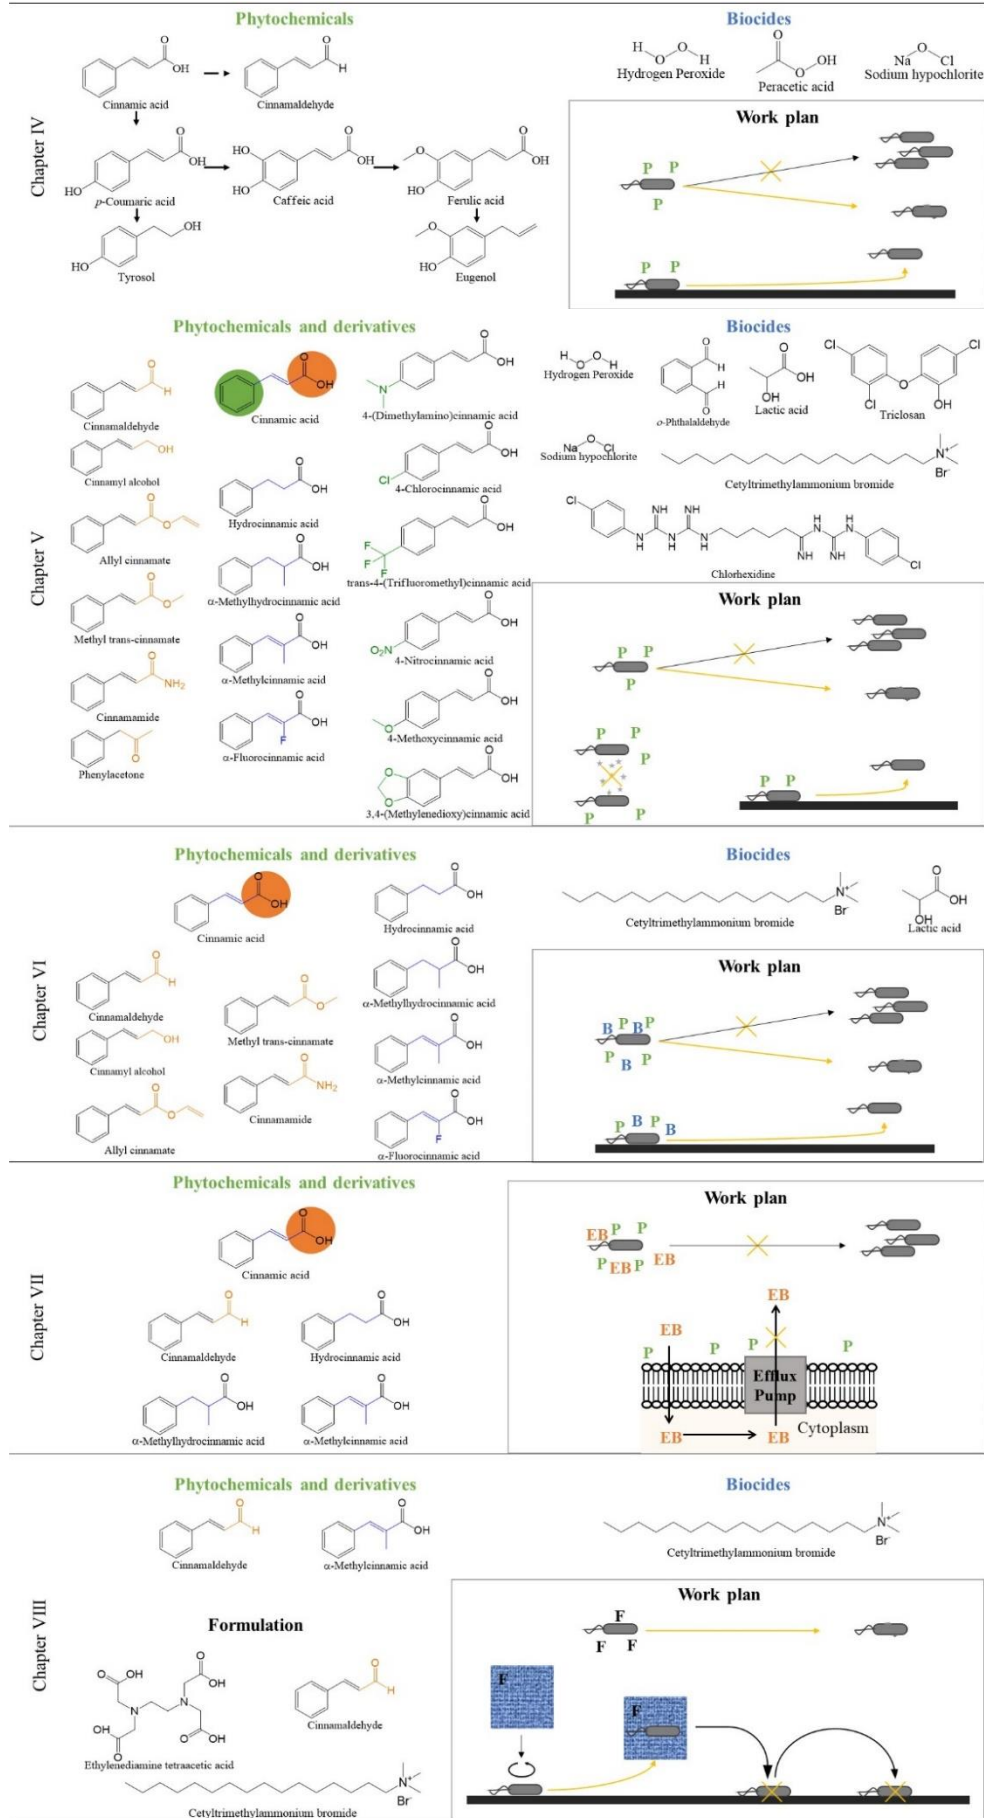 Chapter IV
Phytochemicals
Biocides
Cinnamic acid
Cinnamaldehyde
Hydrogen Peroxide
Peracetic acid
Sodium hypochlorite
p-Coumaric acid
Caffeic acid
Ferulic acid
Tyrosol
Eugenol
Work plan
P P
P
P P
Chapter V
Phytochemicals and derivatives
Biocides
Cinnamaldehyde
Cinnamyl alcohol
Allyl cinnamate
Methyl trans-cinnamate
Cinnamamide
Phenylacetone
Cinnamic acid
Hydrocinnamic acid
α-Methylhydrocinnamic acid
α-Methylcinnamic acid
α-Fluorocinnamic acid
4-(Dimethylamino)cinnamic acid
4-Chlorocinnamic acid
trans-4-(Trifluoromethyl)cinnamic acid
4-Nitrocinnamic acid
4-Methoxycinnamic acid
3,4-(Methylenedioxy)cinnamic acid
Hydrogen Peroxide
o-Phthalaldehyde
Lactic acid
Triclosan
Sodium hypochlorite
Cetyltrimethylammonium bromide
Chlorhexidine
Work plan
P P
P
P P
P
P P
P P
Chapter VI
Phytochemicals and derivatives
Biocides
Cinnamic acid
Hydrocinnamic acid
Cinnamaldehyde
α-Methylhydrocinnamic acid
Methyl trans-cinnamate
Cinnamyl alcohol
α-Methylcinnamic acid
Cinnamamide
Allyl cinnamate
α-Fluorocinnamic acid
Cetyltrimethylammonium bromide
Lactic acid
Work plan
B P B P
P B P
P B P B
Chapter VII
Phytochemicals and derivatives
Cinnamic acid
Cinnamaldehyde
Hydrocinnamic acid
α-Methylhydrocinnamic acid
α-Methylcinnamic acid
Work plan
EB P P
P EB P EB
EB
EB
P P P P
Efflux
Pump
Cytoplasm
EB EB
Chapter VIII
Phytochemicals and derivatives
Biocides
Cinnamaldehyde
α-Methylcinnamic acid
Cetyltrimethylammonium bromide
Formulation
Ethylenediamine tetraacetic acid
Cinnamaldehyde
Cetyltrimethylammonium bromide
Work plan
F
F F
F
F